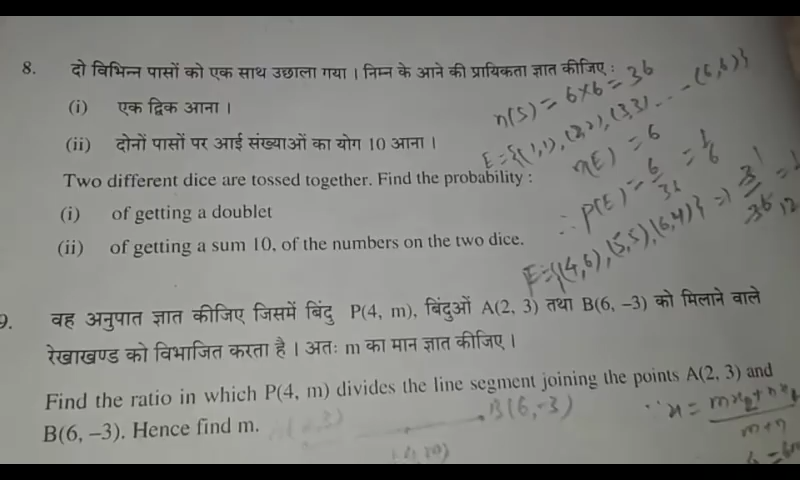 8. दो विभिन्न पासों को एक साथ उछाला गया । निम्न के आने की प्रायिकता ज्ञात कीजिए :
(i) एक द्विक आना ।
(ii) दोनों पासों पर आई संख्याओं का योग 10 आना ।
Two different dice are tossed together. Find the probability :
(i) of getting a doublet
(ii) of getting a sum 10, of the numbers on the two dice.
n(S) = 6×6 = 36
E = {(1,1), (2,2), (3,3) ... (6,6)}
n(E) = 6
∴ P(E) = 6/36 = 1/6
E = {(4,6), (5,5), (6,4)} ⇒ 3/36 =
9. वह अनुपात ज्ञात कीजिए जिसमें बिंदु P(4, m), बिंदुओं A(2, 3) तथा B(6, –3) को मिलाने वाले
रेखाखण्ड को विभाजित करता है । अतः m का मान ज्ञात कीजिए ।
Find the ratio in which P(4, m) divides the line segment joining the points A(2, 3) and
B(6, –3). Hence find m.
B(6,-3)